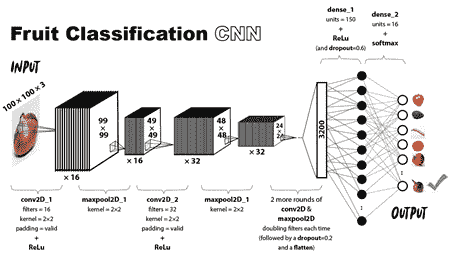 Fruit Classification CNN
INPUT
100 × 100 × 3
× 16
99
×
99
× 16
49
×
49
× 32
48
×
48
× 32
24
×
3200
dense_1
units = 150
+
ReLu
(and dropout=0.6)
dense_2
units = 16
+
softmax
OUTPUT
conv2D_1
filters = 16
kernel = 2×2
padding = valid
+
ReLu
maxpool2D_1
kernel = 2×2
conv2D_2
filters = 32
kernel = 2×2
padding = valid
+
ReLu
maxpool2D_1
kernel = 2×2
2 more rounds of
conv2D &
maxpool2D
doubling filters each time
(followed by a dropout=0.2
and a flatten)